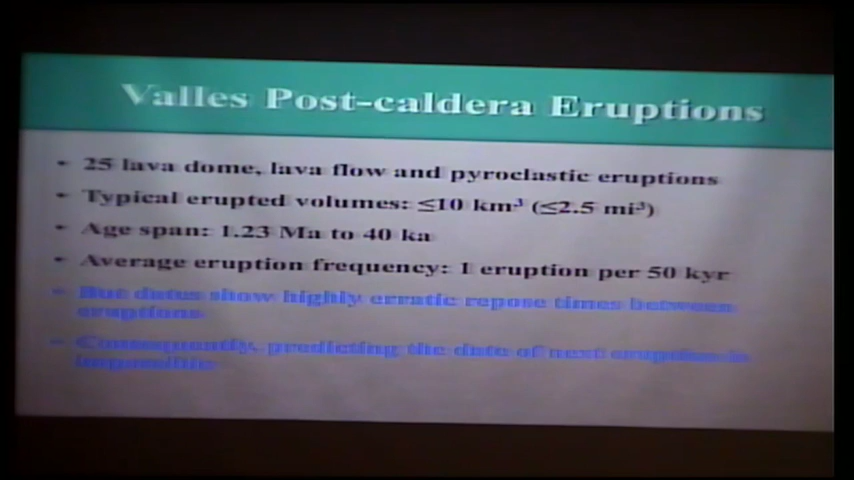 Valles Post-caldera Eruptions
- 25 lava dome, lava flow and pyroclastic eruptions
- Typical erupted volumes: ≤10 km³ (≤2.5 mi³)
- Age span: 1.23 Ma to 40 ka
- Average eruption frequency: 1 eruption per 50 kyr
- But dates show highly erratic repose times between
eruptions
- Consequently, predicting the date of next eruption is
impossible